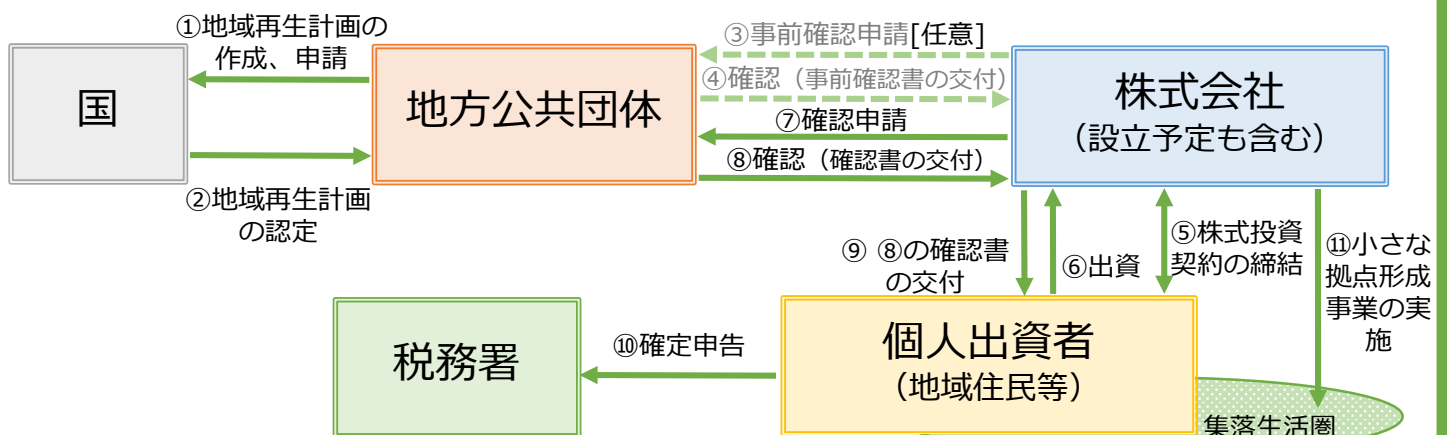 ①地域再生計画の
作成、申請
国
②地域再生計画
の認定
地方公共団体
③事前確認申請[任意]
④確認（事前確認書の交付）
⑦確認申請
⑧確認（確認書の交付）
株式会社
（設立予定も含む）
⑨ ⑧の確認書
の交付
⑥出資
⑤株式投資
契約の締結
⑪小さな
拠点形成
事業の実
施
税務署
⑩確定申告
個人出資者
（地域住民等）
集落生活圏